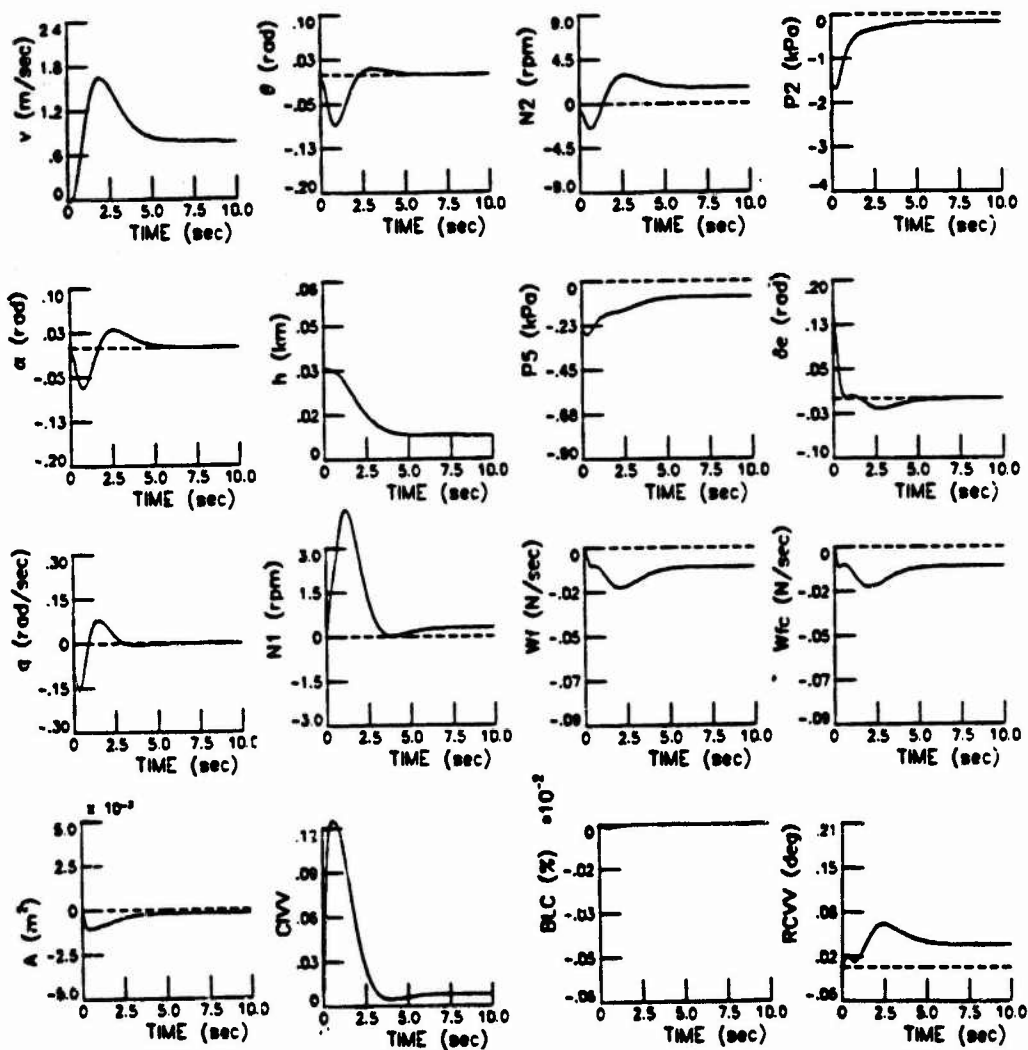 v (m/sec)
2.4
1.8
1.2
.6
0
0 2.5 5.0 7.5 10.0
TIME (sec)
θ (rad)
.10
.03
-.05
-.13
-.20
0 2.5 5.0 7.5 10.0
TIME (sec)
N2 (rpm)
9.0
4.5
0
-4.5
-9.0
0 2.5 5.0 7.5 10.0
TIME (sec)
P2 (kPa)
0
-1
-2
-3
-4
0 2.5 5.0 7.5 10.0
TIME (sec)
α (rad)
.10
.03
-.05
-.13
-.20
0 2.5 5.0 7.5 10.0
TIME (sec)
h (km)
.06
.05
.03
.02
0
0 2.5 5.0 7.5 10.0
TIME (sec)
P5 (kPa)
0
-.23
-.45
-.68
-.90
0 2.5 5.0 7.5 10.0
TIME (sec)
δe (rad)
.20
.13
.05
-.03
-.10
0 2.5 5.0 7.5 10.0
TIME (sec)
q (rad/sec)
.30
.15
0
-.15
-.30
0 2.5 5.0 7.5 10.0
TIME (sec)
N1 (rpm)
3.0
1.5
0
-1.5
-3.0
0 2.5 5.0 7.5 10.0
TIME (sec)
Wf (N/sec)
0
-.02
-.05
-.07
-.09
0 2.5 5.0 7.5 10.0
TIME (sec)
Wfc (N/sec)
0
-.02
-.05
-.07
-.09
0 2.5 5.0 7.5 10.0
TIME (sec)
A (m²)
5.0
2.5
0
-2.5
-5.0
0 2.5 5.0 7.5 10.0
TIME (sec)
CIVV
.12
.09
.06
.03
0
0 2.5 5.0 7.5 10.0
TIME (sec)
BLC (%) *10⁻²
0
-.02
-.03
-.05
-.06
0 2.5 5.0 7.5 10.0
TIME (sec)
RCVV (deg)
.21
.15
.08
.02
0 2.5 5.0 7.5 10.0
TIME (sec)